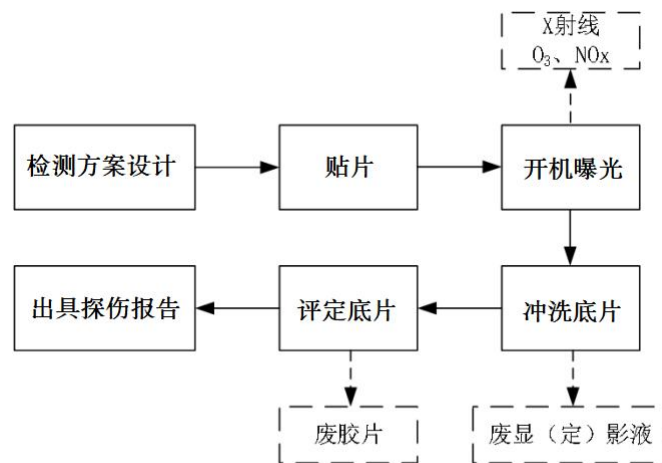 X射线
O₃、NOx
检测方案设计
贴片
开机曝光
出具探伤报告
评定底片
冲洗底片
废胶片
废显（定）影液